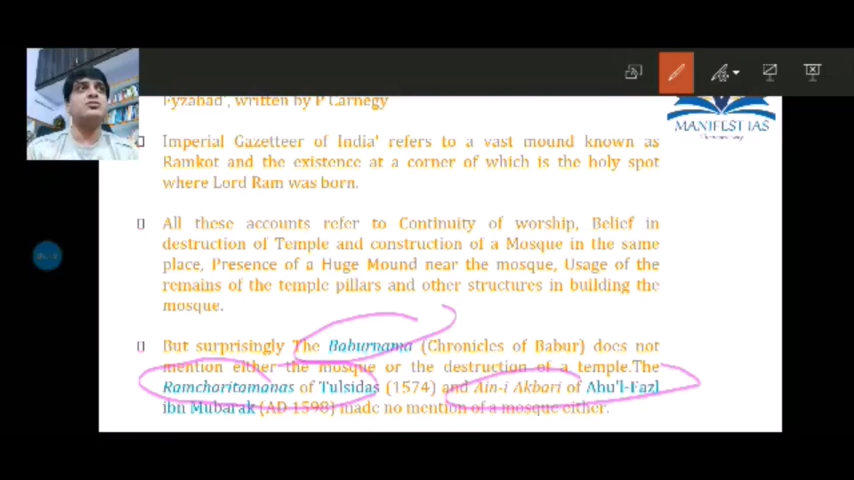 Fyzabad', written by P Carnegy
MANIFEST IAS
Imperial Gazetteer of India' refers to a vast mound known as
Ramkot and the existence at a corner of which is the holy spot
where Lord Ram was born.
All these accounts refer to Continuity of worship, Belief in
destruction of Temple and construction of a Mosque in the same
place, Presence of a Huge Mound near the mosque, Usage of the
remains of the temple pillars and other structures in building the
mosque.
But surprisingly The Baburnama (Chronicles of Babur) does not
mention either the mosque or the destruction of a temple.The
Ramcharitamanas of Tulsidas (1574) and Ain-i Akbari of Abu'l-Fazl
ibn Mubarak (AD 1598) made no mention of a mosque either.